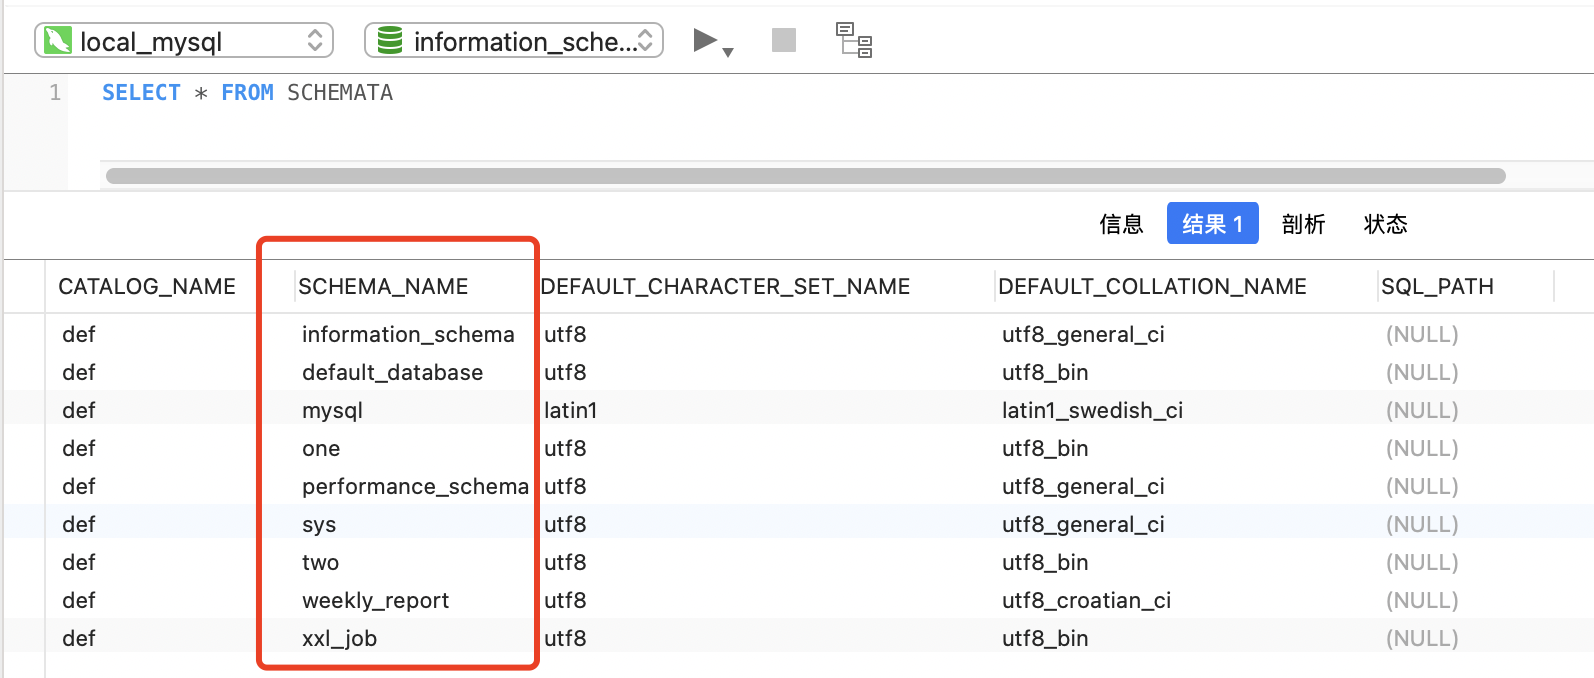 local_mysql information_sche...
1 SELECT * FROM SCHEMATA
信息 结果 1 剖析 状态
CATALOG_NAME SCHEMA_NAME DEFAULT_CHARACTER_SET_NAME DEFAULT_COLLATION_NAME SQL_PATH
def information_schema utf8 utf8_general_ci (NULL)
def default_database utf8 utf8_bin (NULL)
def mysql latin1 latin1_swedish_ci (NULL)
def one utf8 utf8_bin (NULL)
def performance_schema utf8 utf8_general_ci (NULL)
def sys utf8 utf8_general_ci (NULL)
def two utf8 utf8_bin (NULL)
def weekly_report utf8 utf8_croatian_ci (NULL)
def xxl_job utf8 utf8_bin (NULL)